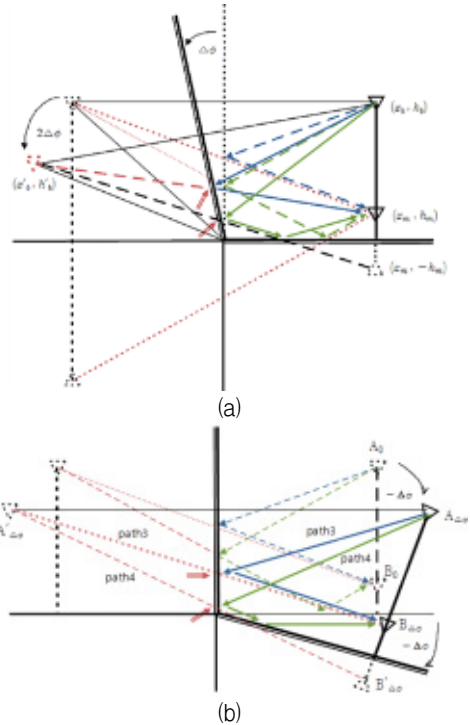 Δσ
2Δσ
(x_b, h_b)
(x'_b, h'_b)
(x_m, h_m)
(x_m, -h_m)
(a)
A_0
-Δσ
A'_Δσ
path3
path3
A_Δσ
path4
path4
B_0
B_Δσ
-Δσ
B'_Δσ
(b)